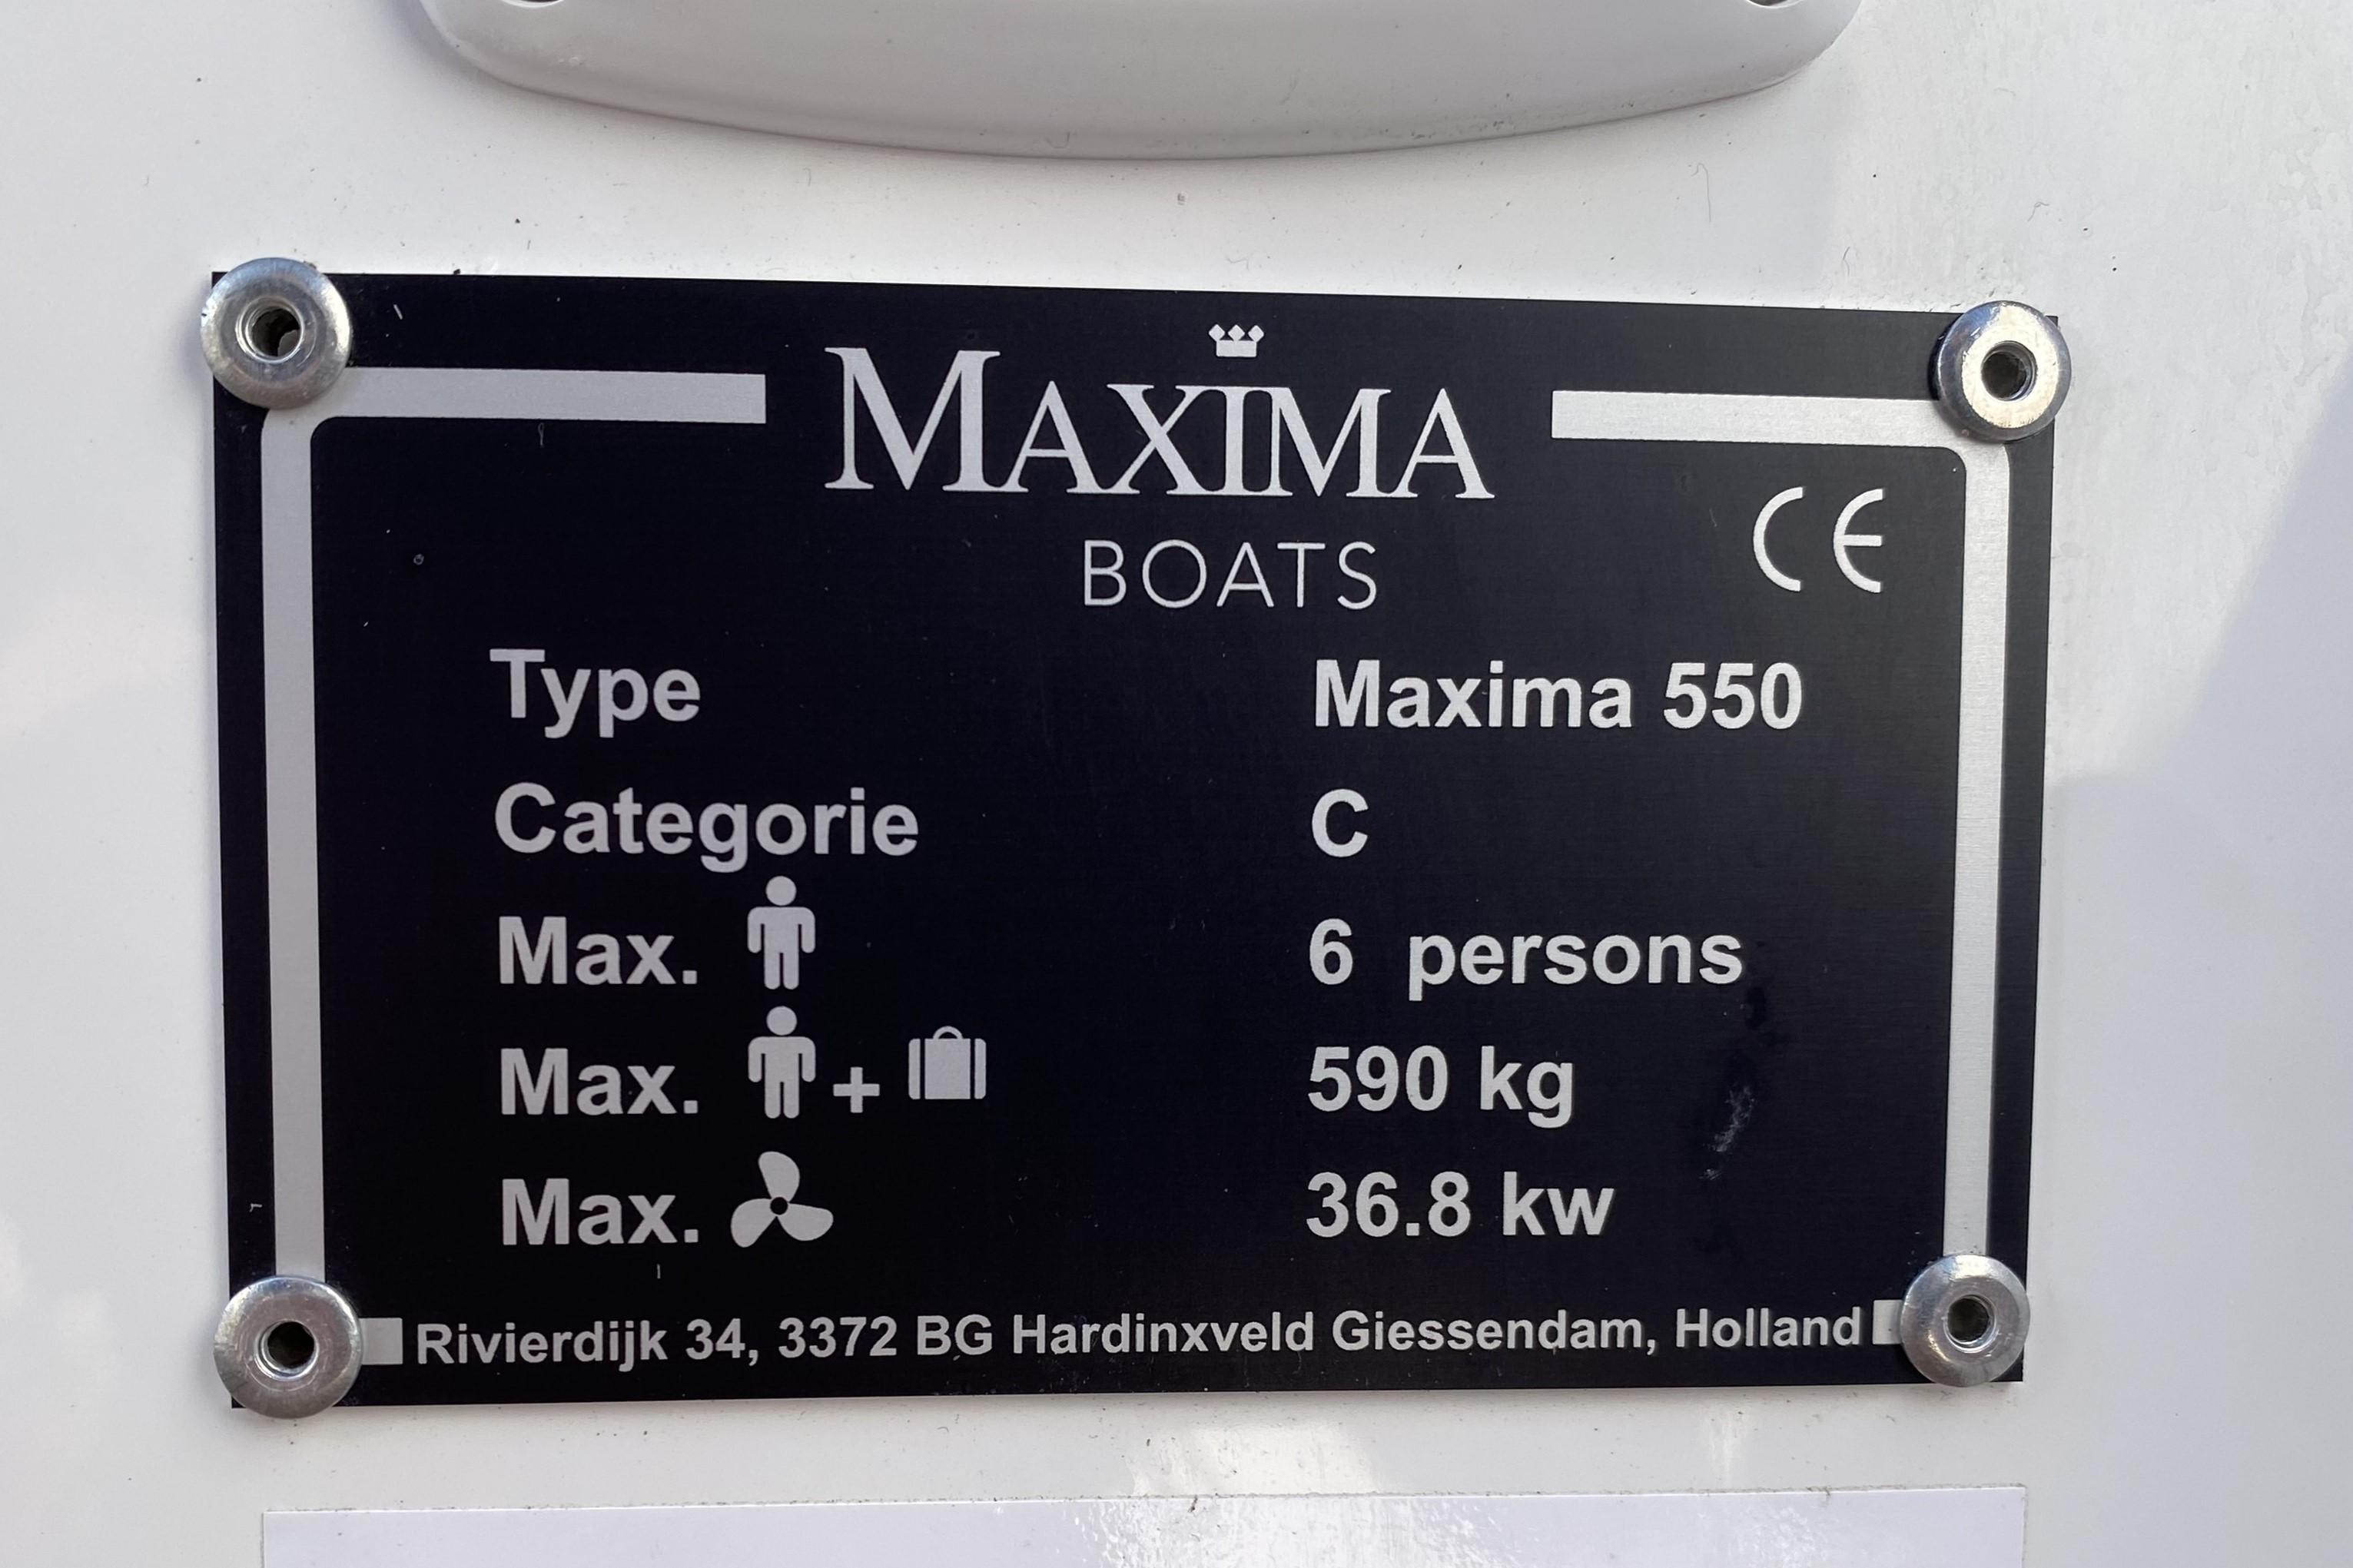 MAXIMA
BOATS
CE
Type Maxima 550
Categorie C
Max. 6 persons
Max. + 590 kg
Max. 36.8 kw
Rivierdijk 34, 3372 BG Hardinxveld Giessendam, Holland